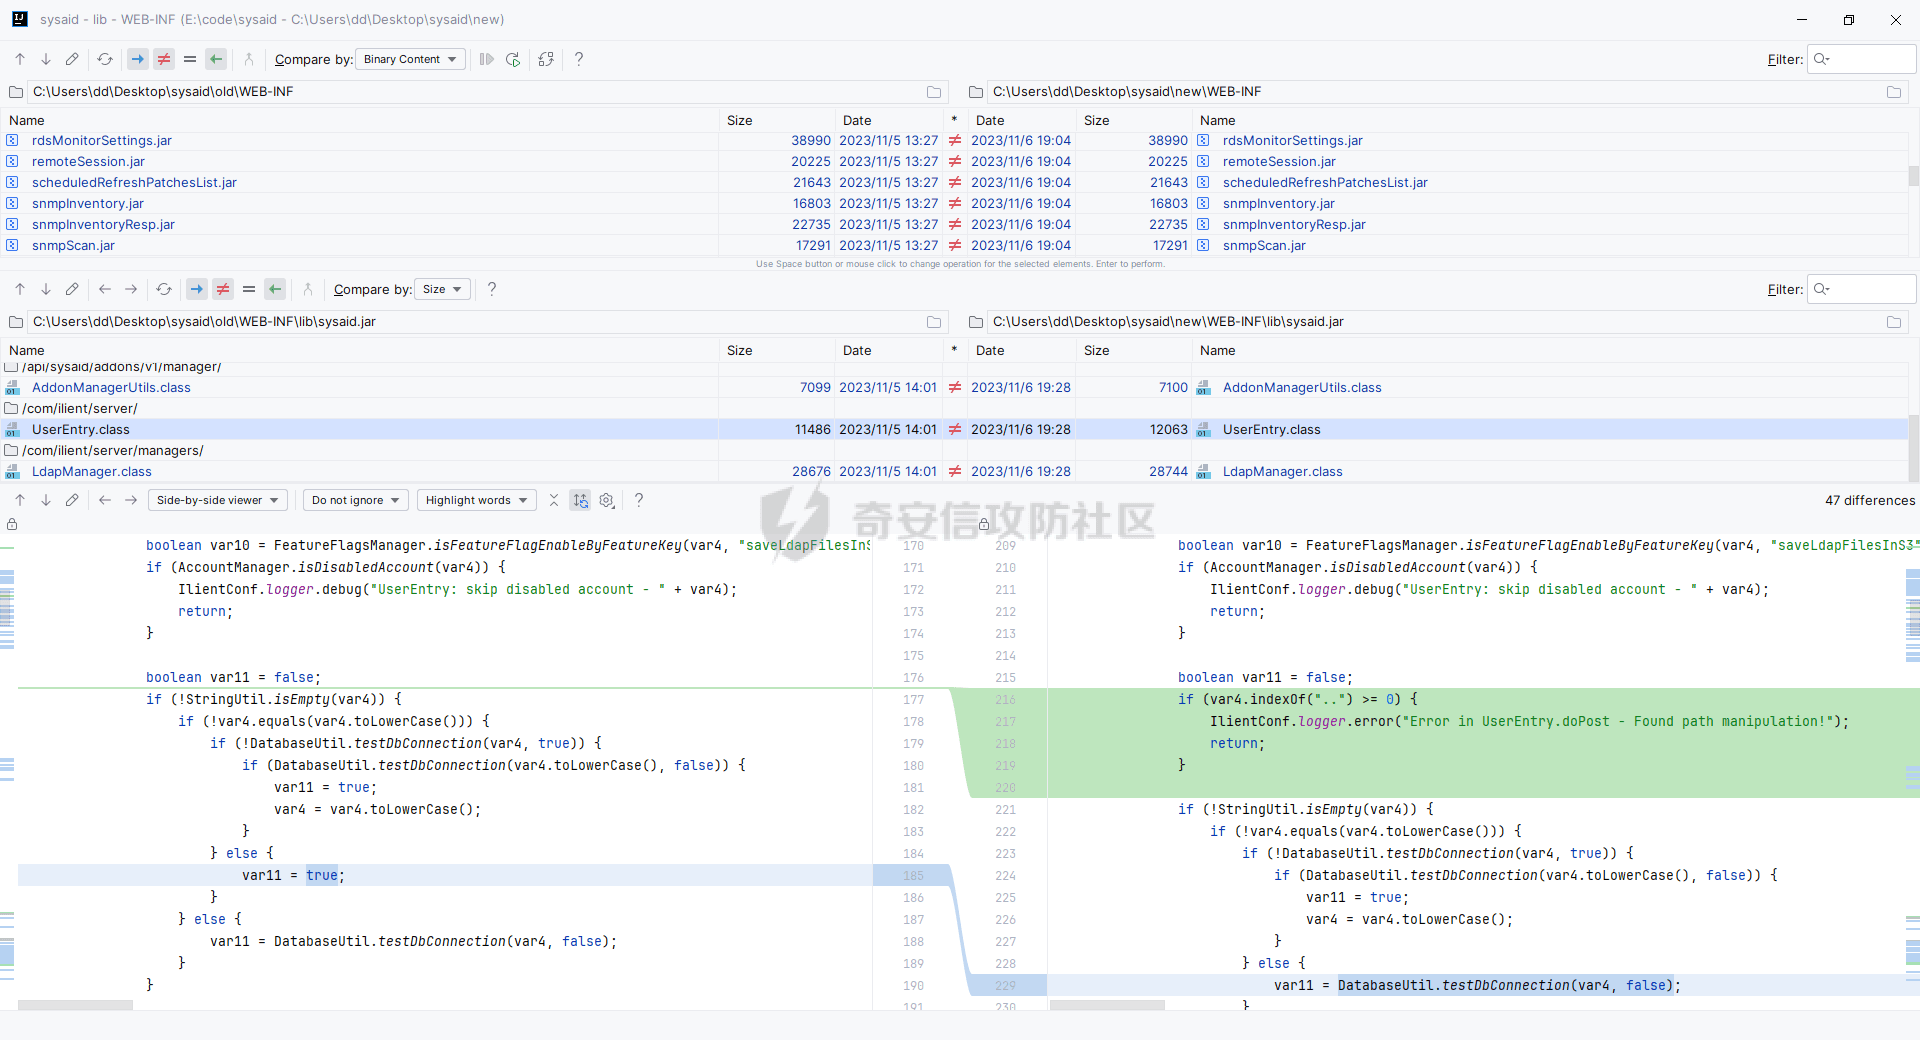 sysaid - lib - WEB-INF (E:\code\sysaid - C:\Users\dd\Desktop\sysaid\new)
Compare by: Binary Content ? Filter:
C:\Users\dd\Desktop\sysaid\old\WEB-INF C:\Users\dd\Desktop\sysaid\new\WEB-INF
Name Size Date * Date Size Name
rdsMonitorSettings.jar 38990 2023/11/5 13:27 ≠ 2023/11/6 19:04 38990 rdsMonitorSettings.jar
remoteSession.jar 20225 2023/11/5 13:27 ≠ 2023/11/6 19:04 20225 remoteSession.jar
scheduledRefreshPatchesList.jar 21643 2023/11/5 13:27 ≠ 2023/11/6 19:04 21643 scheduledRefreshPatchesList.jar
snmpInventory.jar 16803 2023/11/5 13:27 ≠ 2023/11/6 19:04 16803 snmpInventory.jar
snmpInventoryResp.jar 22735 2023/11/5 13:27 ≠ 2023/11/6 19:04 22735 snmpInventoryResp.jar
snmpScan.jar 17291 2023/11/5 13:27 ≠ 2023/11/6 19:04 17291 snmpScan.jar
Use Space button or mouse click to change operation for the selected elements. Enter to perform.
Compare by: Size ? Filter:
C:\Users\dd\Desktop\sysaid\old\WEB-INF\lib\sysaid.jar C:\Users\dd\Desktop\sysaid\new\WEB-INF\lib\sysaid.jar
Name Size Date * Date Size Name
/api/sysaid/addons/v1/manager/
AddonManagerUtils.class 7099 2023/11/5 14:01 ≠ 2023/11/6 19:28 7100 AddonManagerUtils.class
/com/ilient/server/
UserEntry.class 11486 2023/11/5 14:01 ≠ 2023/11/6 19:28 12063 UserEntry.class
/com/ilient/server/managers/
LdapManager.class 28676 2023/11/5 14:01 ≠ 2023/11/6 19:28 28744 LdapManager.class
Side-by-side viewer Do not ignore Highlight words ? 47 differences
奇安信攻防社区
boolean var10 = FeatureFlagsManager.isFeatureFlagEnableByFeatureKey(var4, "saveLdapFilesInS 170 209 boolean var10 = FeatureFlagsManager.isFeatureFlagEnableByFeatureKey(var4, "saveLdapFilesInS3"
if (AccountManager.isDisabledAccount(var4)) { 171 210 if (AccountManager.isDisabledAccount(var4)) {
IlientConf.logger.debug("UserEntry: skip disabled account - " + var4); 172 211 IlientConf.logger.debug("UserEntry: skip disabled account - " + var4);
return; 173 212 return;
} 174 213 }
175 214
boolean var11 = false; 176 215 boolean var11 = false;
if (!StringUtil.isEmpty(var4)) { 177 216 if (var4.indexOf("..") >= 0) {
if (!var4.equals(var4.toLowerCase())) { 178 217 IlientConf.logger.error("Error in UserEntry.doPost - Found path manipulation!");
if (!DatabaseUtil.testDbConnection(var4, true)) { 179 218 return;
if (DatabaseUtil.testDbConnection(var4.toLowerCase(), false)) { 180 219 }
var11 = true; 181 220
var4 = var4.toLowerCase(); 182 221 if (!StringUtil.isEmpty(var4)) {
} 183 222 if (!var4.equals(var4.toLowerCase())) {
} else { 184 223 if (!DatabaseUtil.testDbConnection(var4, true)) {
var11 = true; 185 224 if (DatabaseUtil.testDbConnection(var4.toLowerCase(), false)) {
} 186 225 var11 = true;
} else { 187 226 var4 = var4.toLowerCase();
var11 = DatabaseUtil.testDbConnection(var4, false); 188 227 }
} 189 228 } else {
} 190 229 var11 = DatabaseUtil.testDbConnection(var4, false);
191 230 }